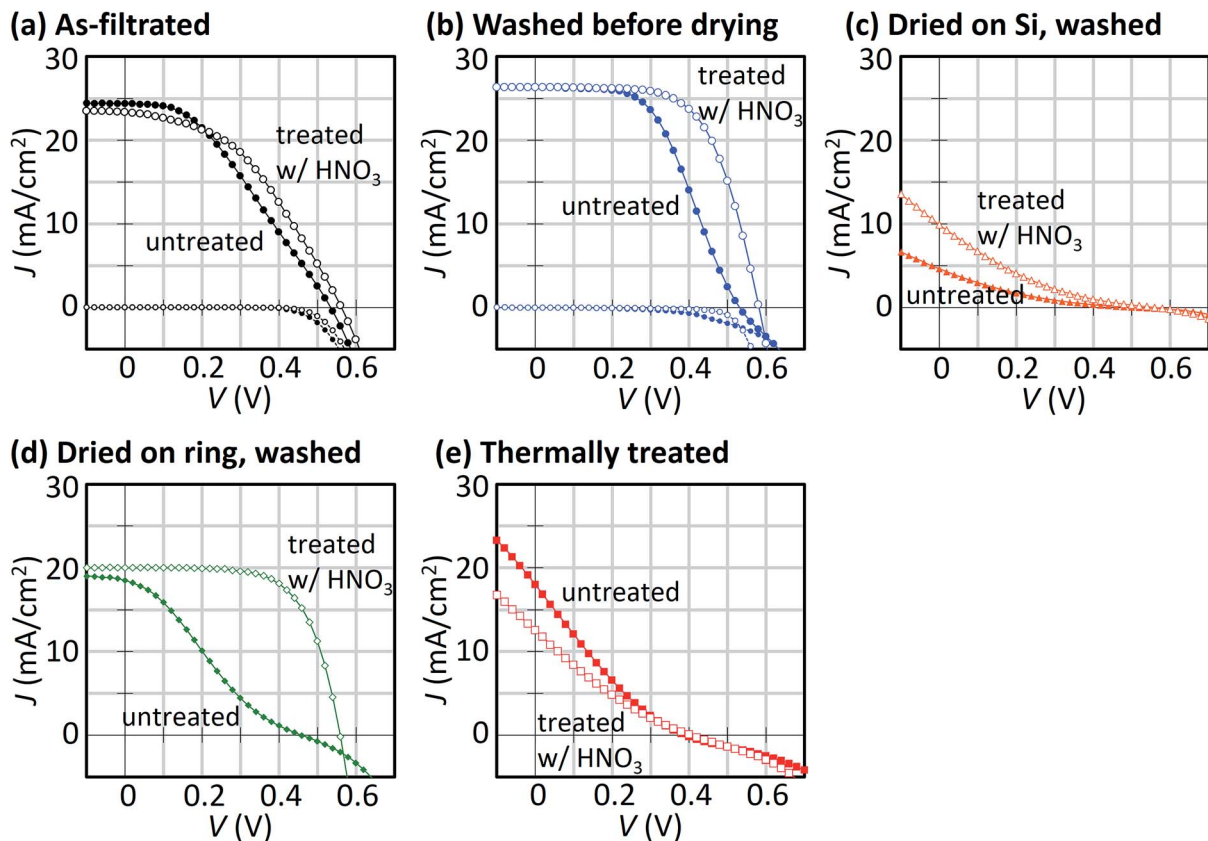 (a) As-filtrated
30
20
10
0
J (mA/cm²)
treated
w/ HNO₃
untreated
0 0.2 0.4 0.6
V (V)
(b) Washed before drying
30
20
10
0
J (mA/cm²)
treated
w/ HNO₃
untreated
0 0.2 0.4 0.6
V (V)
(c) Dried on Si, washed
30
20
10
0
J (mA/cm²)
treated
w/ HNO₃
untreated
0 0.2 0.4 0.6
V (V)
(d) Dried on ring, washed
30
20
10
0
J (mA/cm²)
treated
w/ HNO₃
untreated
0 0.2 0.4 0.6
V (V)
(e) Thermally treated
30
20
10
0
J (mA/cm²)
untreated
treated
w/ HNO₃
0 0.2 0.4 0.6
V (V)